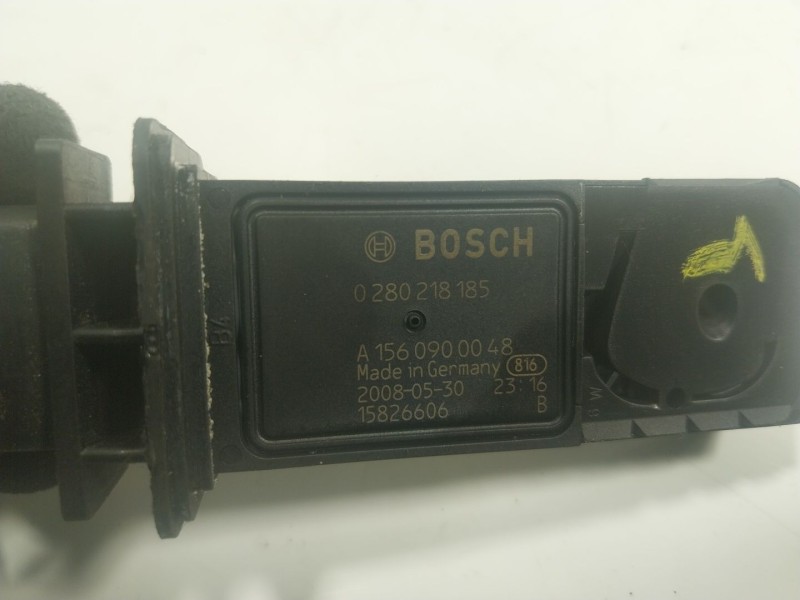 BOSCH
0 280 218 185
A 156 090 00 48
Made in Germany 816
2008-05-30 23:16
15826606 B